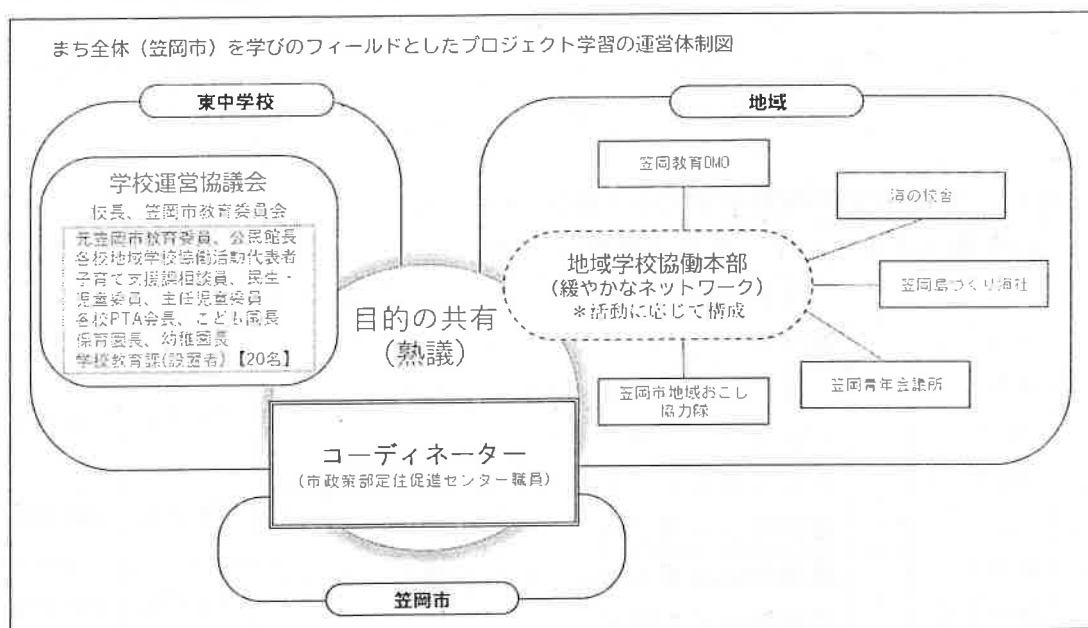 まち全体（笠岡市）を学びのフィールドとしたプロジェクト学習の運営体制図
東中学校
学校運営協議会
校長、笠岡市教育委員会
元笠岡市教育委員、公民館長
各校地域学校協働活動代表者
子育て支援課相談員、民生・
児童委員、主任児童委員
各校PTA会長、こども園長
保育園長、幼稚園長
学校教育課(設置者)【20名】
目的の共有
（熟議）
コーディネーター
（市政策部定住促進センター職員）
笠岡市
地域
笠岡教育DMO
海の校舎
地域学校協働本部
（緩やかなネットワーク）
＊活動に応じて構成
笠岡島づくり海社
笠岡市地域おこし
協力隊
笠岡青年会議所